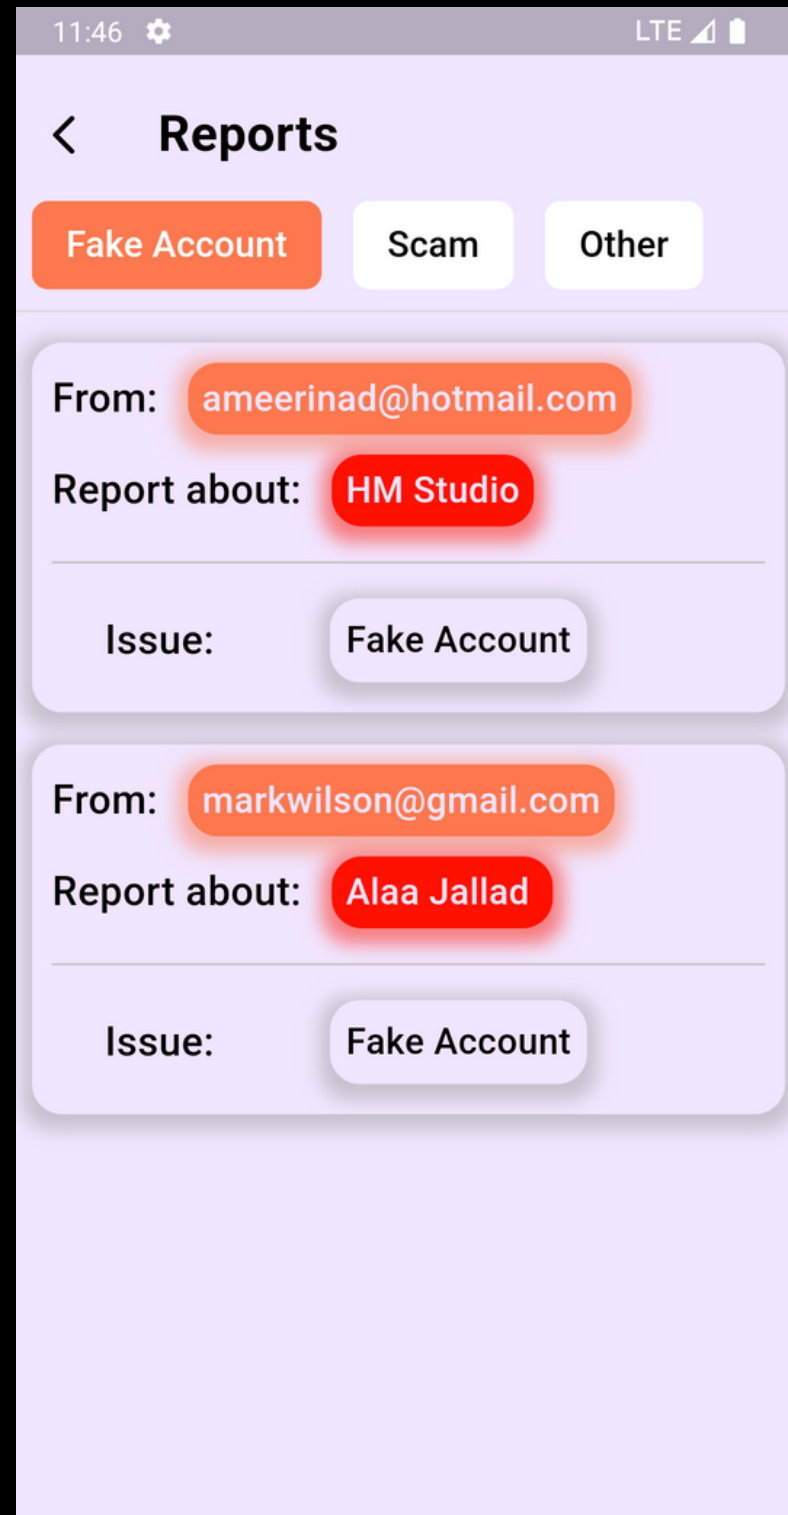 11:46 LTE
Reports
Fake Account Scam Other
From: ameerinad@hotmail.com
Report about: HM Studio
Issue: Fake Account
From: markwilson@gmail.com
Report about: Alaa Jallad
Issue: Fake Account